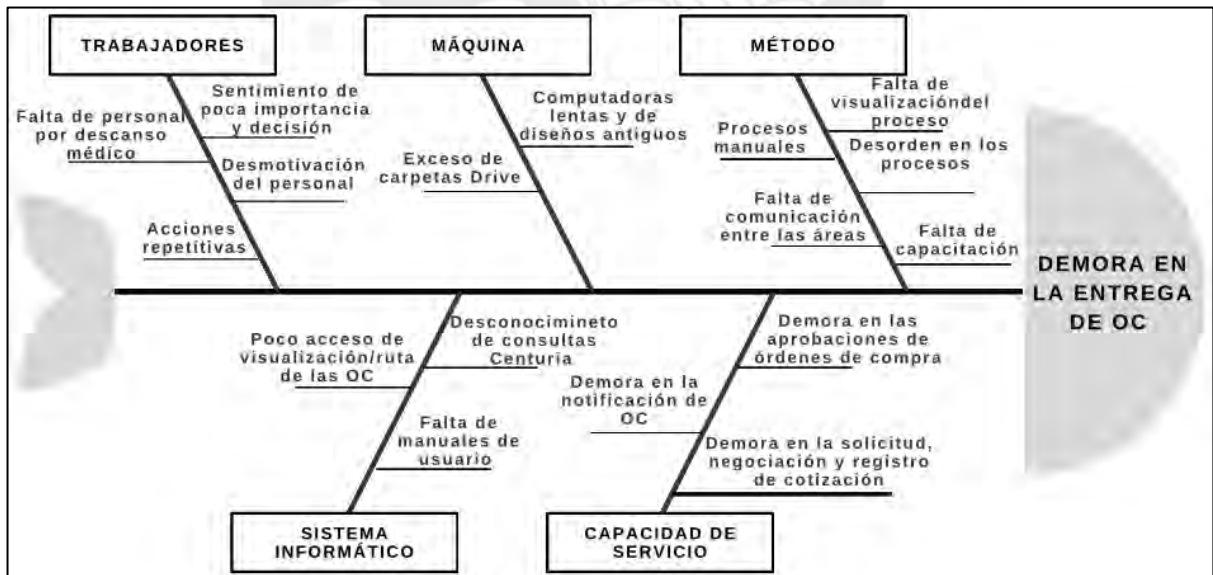 TRABAJADORES
MÁQUINA
MÉTODO
Falta de personal
por descanso
médico
Sentimiento de
poca importancia
y decisión
Desmotivación
del personal
Acciones
repetitivas
Computadoras
lentas y de
diseños antigüos
Exceso de
carpetas Drive
Falta de
visualizacióndel
proceso
Procesos
manuales
Desorden en los
procesos
Falta de
comunicación
entre las áreas
Falta de
capacitación
DEMORA EN
LA ENTREGA
DE OC
Poco acceso de
visualización/ruta
de las OC
Desconocimineto
de consultas
Centuria
Falta de
manuales de
usuario
Demora en las
aprobaciones de
órdenes de compra
Demora en la
notificación de
OC
Demora en la solicitud,
negociación y registro
de cotización
SISTEMA
INFORMÁTICO
CAPACIDAD DE
SERVICIO